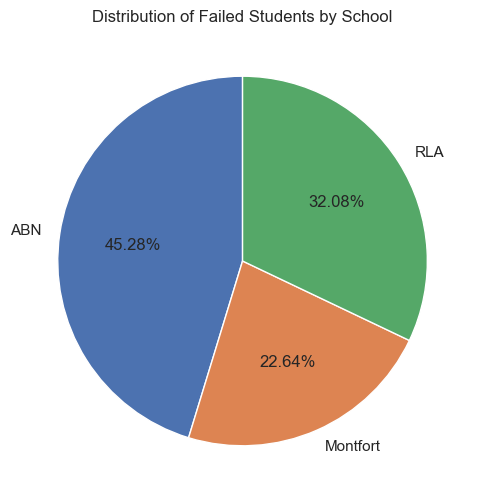 Distribution of Failed Students by School
RLA
32.08%
ABN
45.28%
22.64%
Montfort